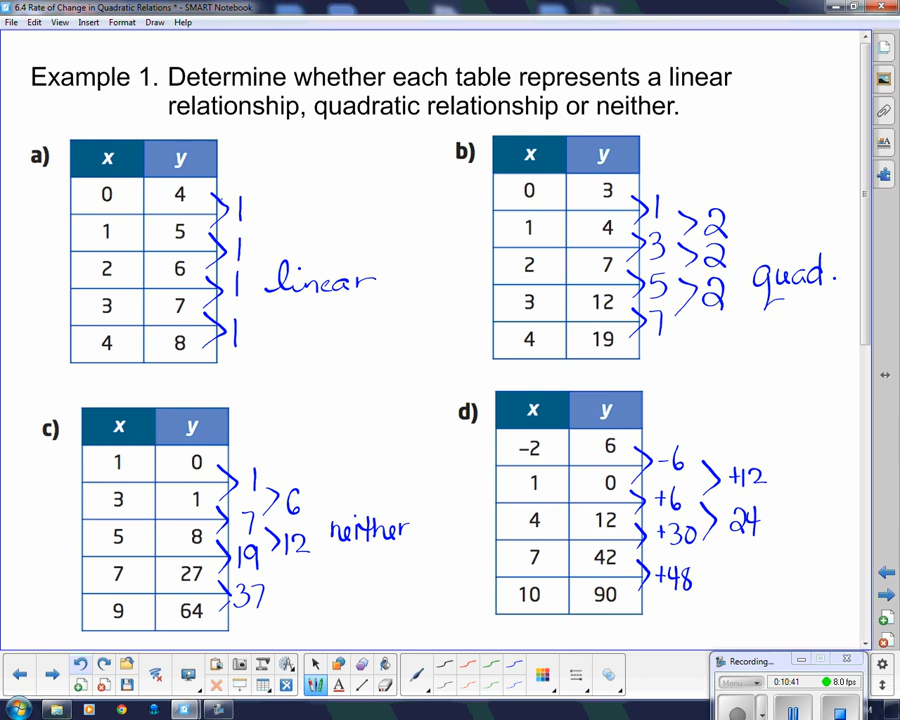 6.4 Rate of Change in Quadratic Relations * - SMART Notebook
File Edit View Insert Format Draw Help
Example 1. Determine whether each table represents a linear
relationship, quadratic relationship or neither.
a)
x y
0 4
1 5
2 6
3 7
4 8
1
1
1
1
linear
b)
x y
0 3
1 4
2 7
3 12
4 19
1
3
5
7
2
2
2
quad.
c)
x y
1 0
3 1
5 8
7 27
9 64
1
7
19
37
6
12
neither
d)
x y
-2 6
1 0
4 12
7 42
10 90
-6
+6
+30
+48
+12
24
Recording...
Menu
0:10:41
8.0 fps